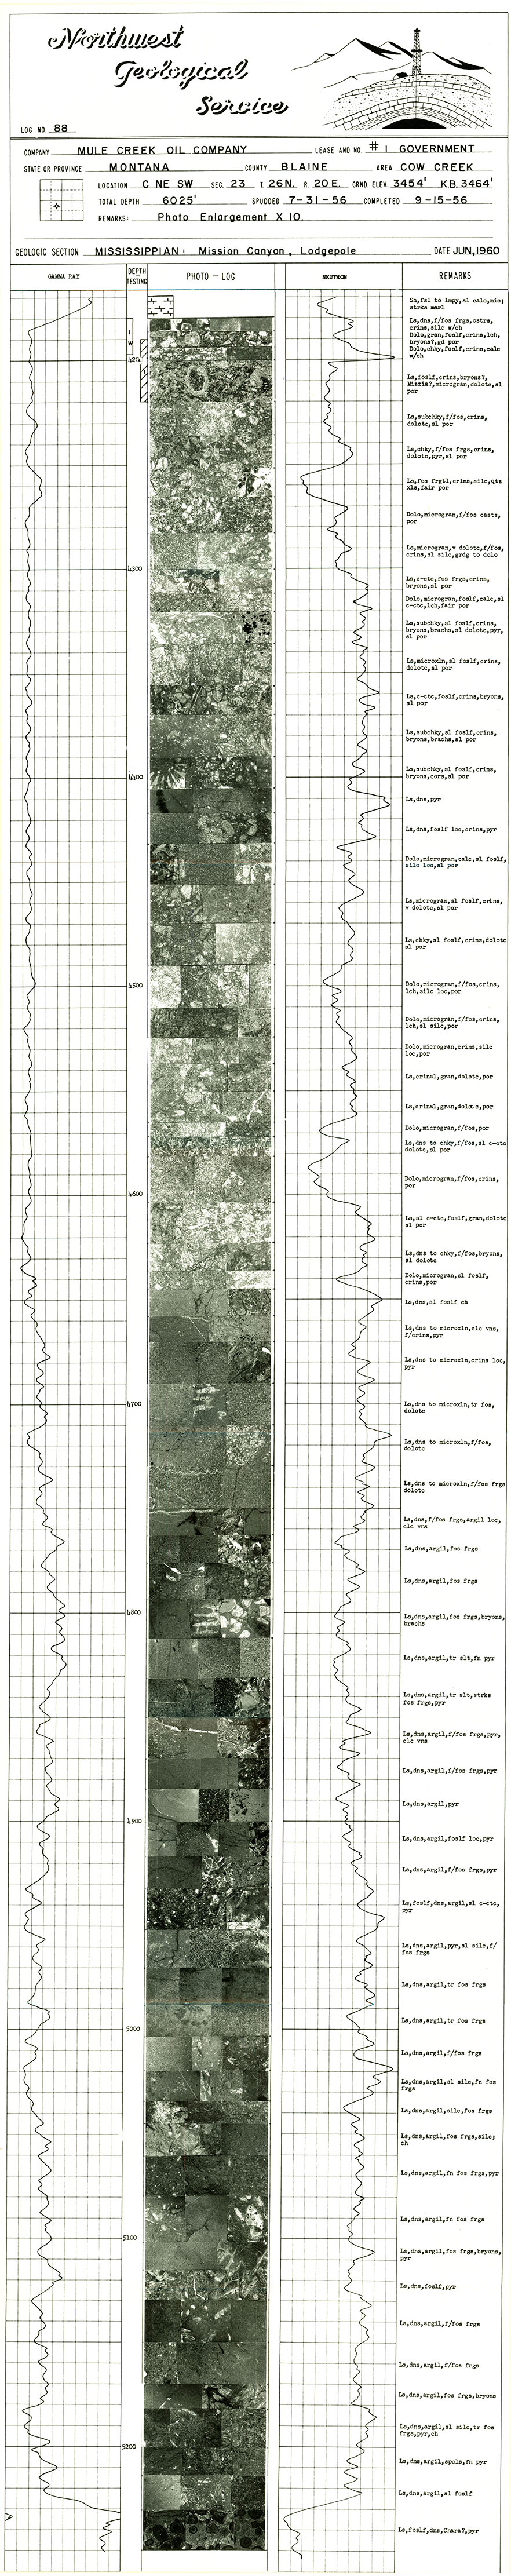 Northwest
Geological
Service
LOG NO 88
COMPANY MULE CREEK OIL COMPANY LEASE AND NO # 1 GOVERNMENT
STATE OR PROVINCE MONTANA COUNTY BLAINE AREA COW CREEK
LOCATION C NE SW SEC. 23 T 26N. R 20E. GRND. ELEV. 3454' K.B. 3464'
TOTAL DEPTH 6025' SPUDDED 7-31-56 COMPLETED 9-15-56
REMARKS: Photo Enlargement X 10.
GEOLOGIC SECTION MISSISSIPPIAN: Mission Canyon, Lodgepole DATE JUN, 1960
GAMMA RAY DEPTH TESTING PHOTO - LOG NEUTRON REMARKS
Sh,fsl to lmpy,sl calc,mic;
strks marl
Ls,dns,f/fos frgs,ostrs,
crins,silc w/ch
Dolo,gran,foslf,crins,lch,
bryons?,gd por
Dolo,chky,foslf,crins,calc
w/ch
Ls,foslf,crins,bryons?,
microgran,dolotc,sl
por
Ls,subchky,f/fos,crins,
dolotc,sl por
Ls,chky,f/fos frgs,crins,
dolotc,pyr,sl por
Ls,fos frgtl,crins,silc,qtz
xls,fair por
Dolo,microgran,f/fos casts,
por
Ls,microgran,v dolotc,f/fos,
crins,sl silc,grdg to dolo
4300
Ls,c-ctc,fos frgs,crins,
bryons,sl por
Dolo,microgran,foslf,calc,sl
c-ctc,lch,fair por
Ls,subchky,sl foslf,crins,
bryons,brachs,sl dolotc,pyr,
sl por
Ls,microxln,sl foslf,crins,
dolotc,sl por
Ls,c-ctc,foslf,crins,bryons,
sl por
Ls,subchky,sl foslf,crins,
bryons,brachs,sl por
Ls,subchky,sl foslf,crins,
bryons,cors,sl por
4400
Ls,dns,pyr
Ls,dns,foslf loc,crins,pyr
Dolo,microgran,calc,sl foslf,
silc loc,sl por
Ls,microgran,sl foslf,crins,
v dolotc,sl por
Ls,chky,sl foslf,crins,dolotc
sl por
4500
Dolo,microgran,f/fos,crins,
lch,silc loc,por
Dolo,microgran,f/fos,crins,
lch,sl silc,por
Dolo,microgran,crins,silc
loc,por
Ls,crinal,gran,dolotc,por
Ls,crinal,gran,dolotc,por
Dolo,microgran,f/fos,por
Ls,dns to chky,f/fos,sl c-ctc
dolotc,sl por
Dolo,microgran,f/fos,crins,
por
4600
Ls,sl c-ctc,foslf,gran,dolotc
sl por
Ls,dns to chky,f/fos,bryons,
sl dolotc
Dolo,microgran,sl foslf,
crins,por
Ls,dns,sl foslf ch
Ls,dns to microxln,clc vns,
f/crins,pyr
Ls,dns to microxln,crins loc,
pyr
4700
Ls,dns to microxln,tr fos,
dolotc
Ls,dns to microxln,f/fos,
dolotc
Ls,dns to microxln,f/fos frgs
dolotc
Ls,dns,f/fos frgs,argil loc,
clc vns
Ls,dns,argil,fos frgs
Ls,dns,argil,fos frgs
4800
Ls,dns,argil,fos frgs,bryons,
brachs
Ls,dns,argil,tr slt,fn pyr
Ls,dns,argil,tr slt,strks
fos frgs,pyr
Ls,dns,argil,f/fos frgs,pyr,
clc vns
Ls,dns,argil,f/fos frgs,pyr
Ls,dns,argil,pyr
4900
Ls,dns,argil,foslf loc,pyr
Ls,dns,argil,f/fos frgs,pyr
Ls,foslf,dns,argil,sl c-ctc,
pyr
Ls,dns,argil,pyr,sl silc,f/
fos frgs
Ls,dns,argil,tr fos frgs
5000
Ls,dns,argil,tr fos frgs
Ls,dns,argil,f/fos frgs
Ls,dns,argil,sl silc,fn fos
frgs
Ls,dns,argil,silc,fos frgs
Ls,dns,argil,fos frgs,silc;
ch
Ls,dns,argil,fn fos frgs,pyr
Ls,dns,argil,fn fos frgs
5100
Ls,dns,argil,fos frgs,bryons,
pyr
Ls,dns,foslf,pyr
Ls,dns,argil,f/fos frgs
Ls,dns,argil,f/fos frgs
Ls,dns,argil,fos frgs,bryons
Ls,dns,argil,sl silc,tr fos
frgs,pyr,ch
5200
Ls,dns,argil,spcls,fn pyr
Ls,dns,argil,sl foslf
Ls,foslf,dns,Chara?,pyr